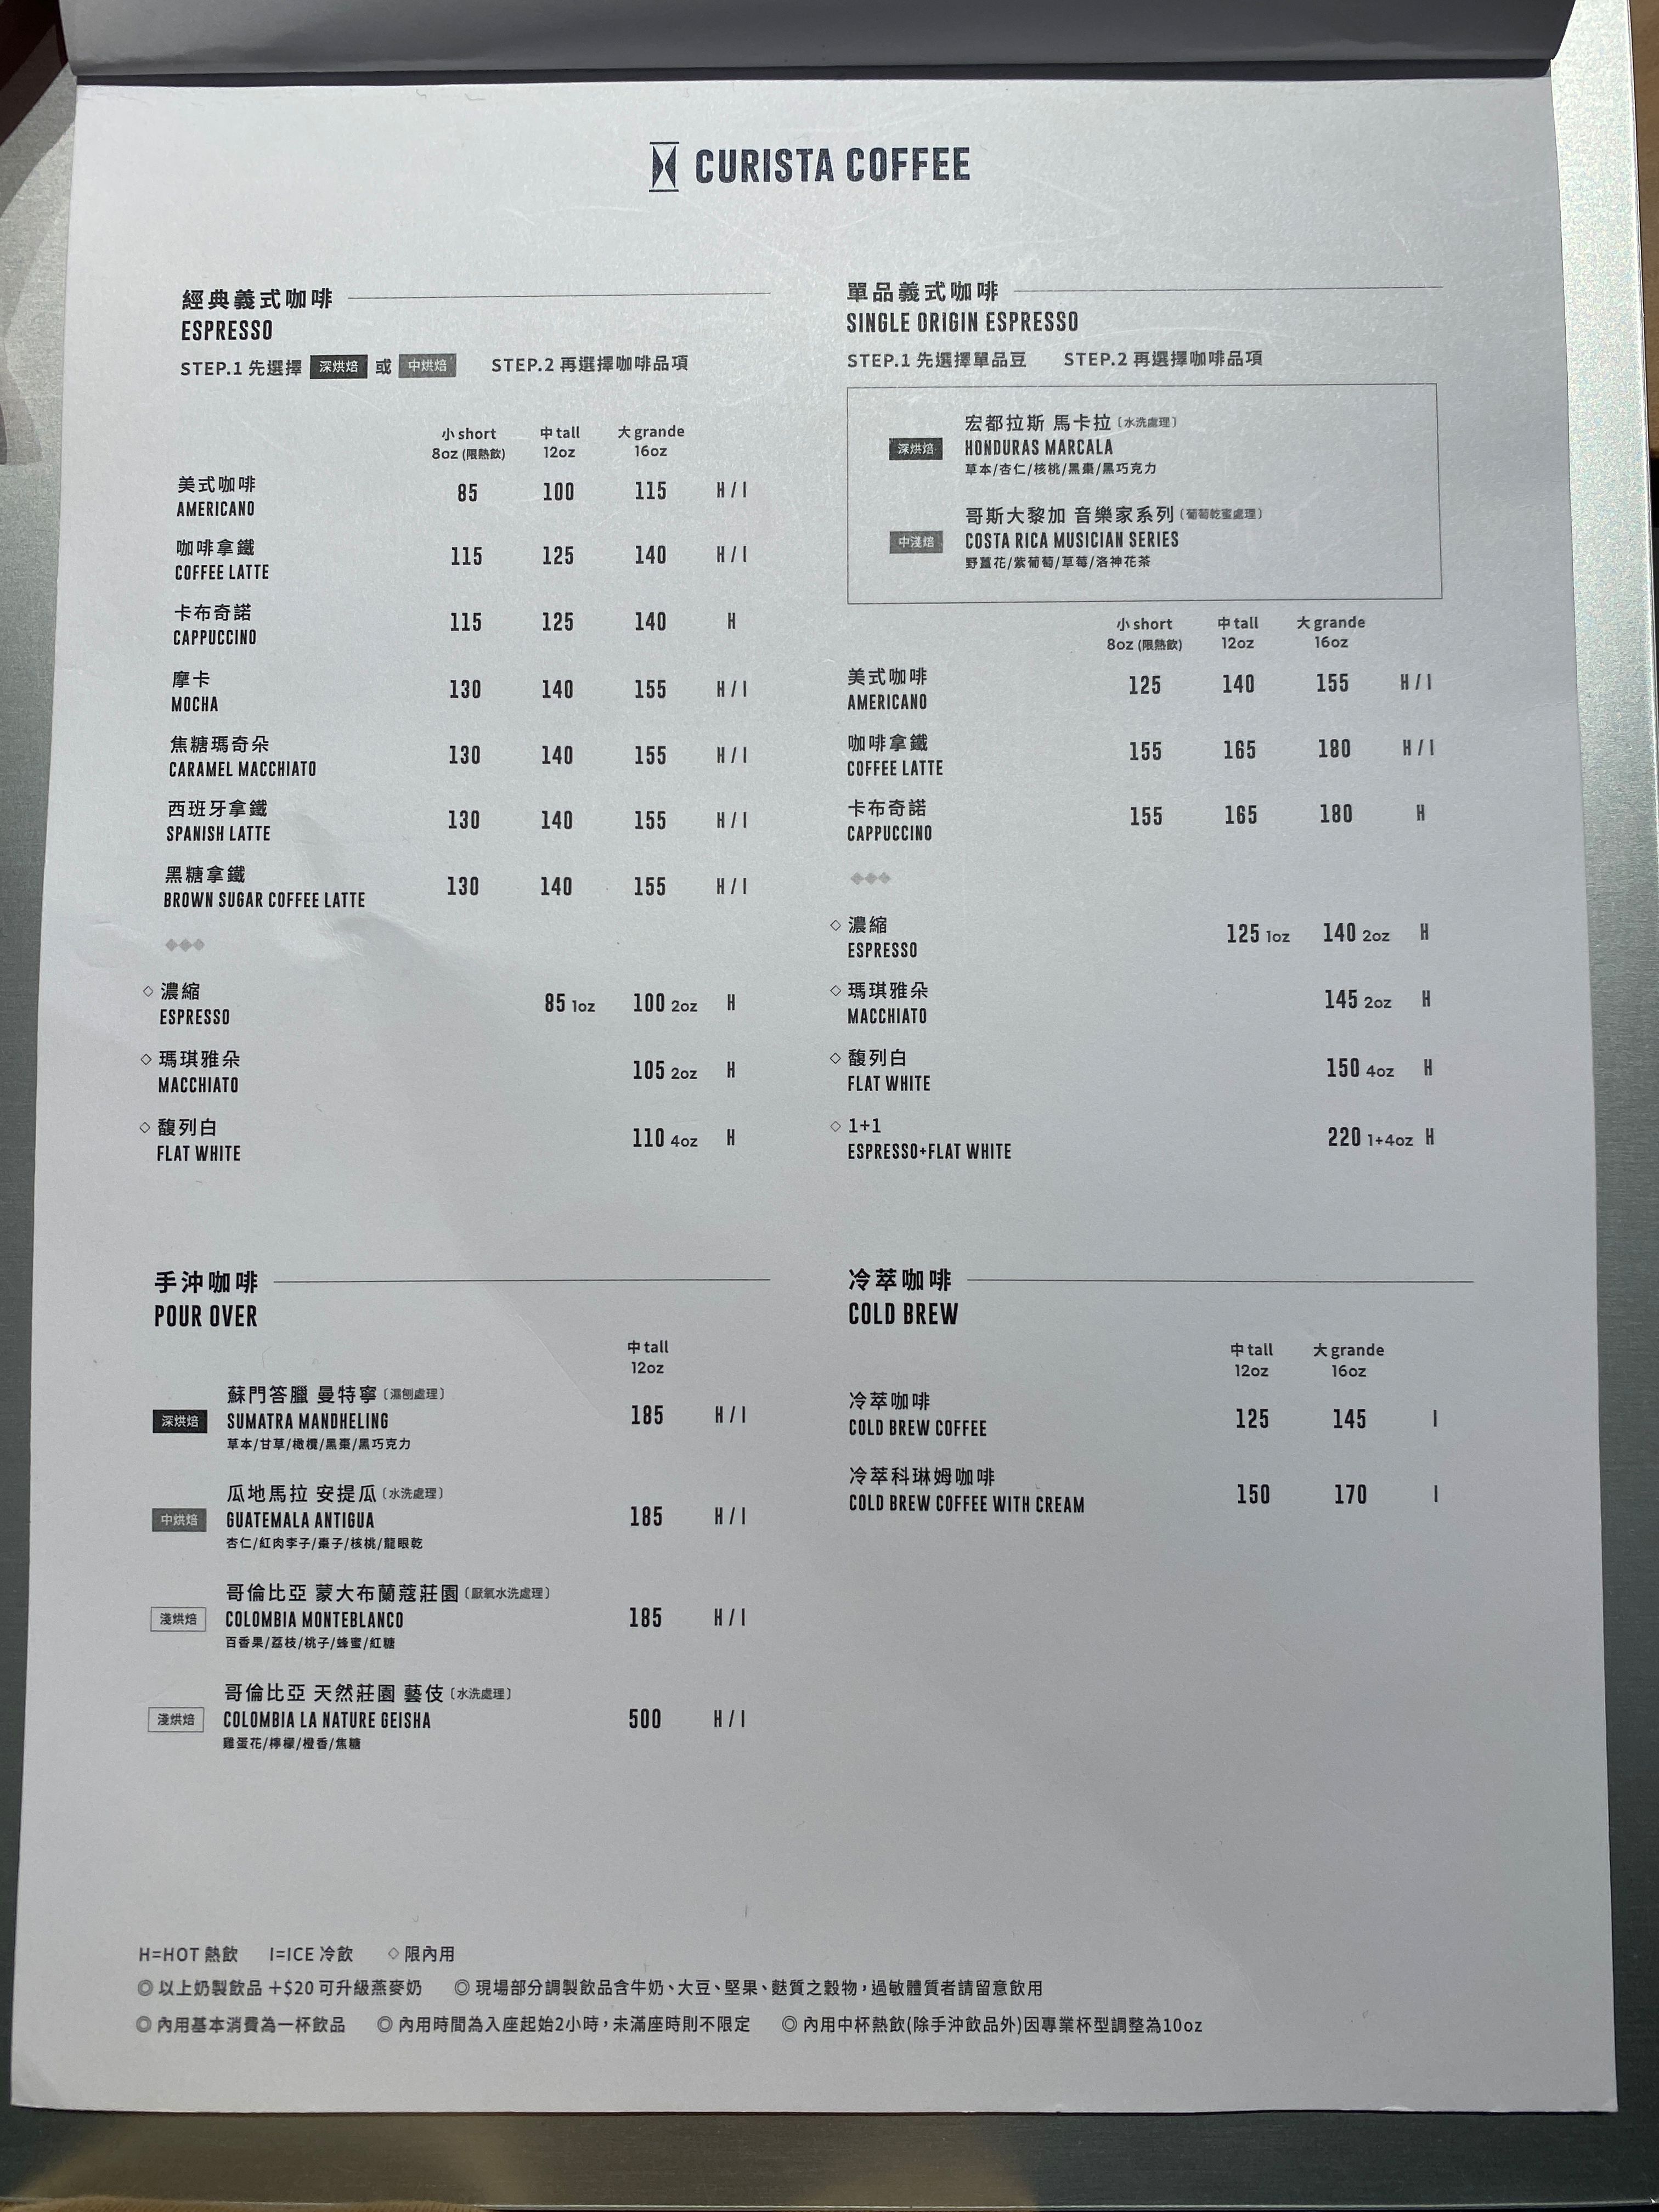 CURISTA COFFEE
經典義式咖啡
ESPRESSO
STEP.1 先選擇 深烘焙 或 中烘焙 STEP.2 再選擇咖啡品項
小 short 中 tall 大 grande
8oz (限熱飲) 12oz 16oz
美式咖啡
AMERICANO 85 100 115 H / I
咖啡拿鐵
COFFEE LATTE 115 125 140 H / I
卡布奇諾
CAPPUCCINO 115 125 140 H
摩卡
MOCHA 130 140 155 H / I
焦糖瑪奇朵
CARAMEL MACCHIATO 130 140 155 H / I
西班牙拿鐵
SPANISH LATTE 130 140 155 H / I
黑糖拿鐵
BROWN SUGAR COFFEE LATTE 130 140 155 H / I
◇ 濃縮
ESPRESSO 85 1oz 100 2oz H
◇ 瑪琪雅朵
MACCHIATO 105 2oz H
◇ 馥列白
FLAT WHITE 110 4oz H
單品義式咖啡
SINGLE ORIGIN ESPRESSO
STEP.1 先選擇單品豆 STEP.2 再選擇咖啡品項
宏都拉斯 馬卡拉〔水洗處理〕
深烘焙 HONDURAS MARCALA
草本/杏仁/核桃/黑棗/黑巧克力
哥斯大黎加 音樂家系列〔葡萄乾蜜處理〕
中淺焙 COSTA RICA MUSICIAN SERIES
野薑花/紫葡萄/草莓/洛神花茶
小 short 中 tall 大 grande
8oz (限熱飲) 12oz 16oz
美式咖啡
AMERICANO 125 140 155 H / I
咖啡拿鐵
COFFEE LATTE 155 165 180 H / I
卡布奇諾
CAPPUCCINO 155 165 180 H
◇ 濃縮
ESPRESSO 125 1oz 140 2oz H
◇ 瑪琪雅朵
MACCHIATO 145 2oz H
◇ 馥列白
FLAT WHITE 150 4oz H
◇ 1+1
ESPRESSO+FLAT WHITE 220 1+4oz H
手沖咖啡
POUR OVER
中 tall
12oz
蘇門答臘 曼特寧〔濕刨處理〕
深烘焙 SUMATRA MANDHELING 185 H / I
草本/甘草/橄欖/黑棗/黑巧克力
瓜地馬拉 安提瓜〔水洗處理〕
中烘焙 GUATEMALA ANTIGUA 185 H / I
杏仁/紅肉李子/棗子/核桃/龍眼乾
哥倫比亞 蒙大布蘭蔻莊園〔厭氧水洗處理〕
淺烘焙 COLOMBIA MONTEBLANCO 185 H / I
百香果/荔枝/桃子/蜂蜜/紅糖
哥倫比亞 天然莊園 藝伎〔水洗處理〕
淺烘焙 COLOMBIA LA NATURE GEISHA 500 H / I
雞蛋花/檸檬/橙香/焦糖
冷萃咖啡
COLD BREW
中 tall 大 grande
12oz 16oz
冷萃咖啡
COLD BREW COFFEE 125 145 I
冷萃科琳姆咖啡
COLD BREW COFFEE WITH CREAM 150 170 I
H=HOT 熱飲 I=ICE 冷飲 ◇ 限內用
◎ 以上奶製飲品 +$20 可升級燕麥奶 ◎ 現場部分調製飲品含牛奶、大豆、堅果、麩質之穀物，過敏體質者請留意飲用
◎ 內用基本消費為一杯飲品 ◎ 內用時間為入座起始2小時，未滿座時則不限定 ◎ 內用中杯熱飲(除手沖飲品外)因專業杯型調整為10oz